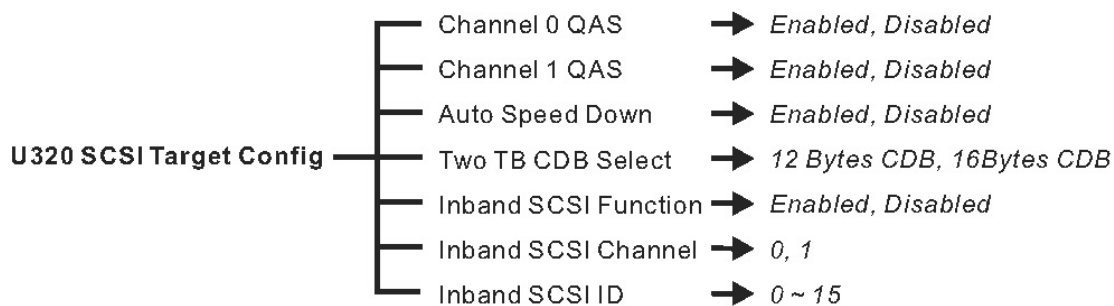 Channel 0 QAS Enabled, Disabled
Channel 1 QAS Enabled, Disabled
Auto Speed Down Enabled, Disabled
U320 SCSI Target Config Two TB CDB Select 12 Bytes CDB, 16Bytes CDB
Inband SCSI Function Enabled, Disabled
Inband SCSI Channel 0, 1
Inband SCSI ID 0 ~ 15